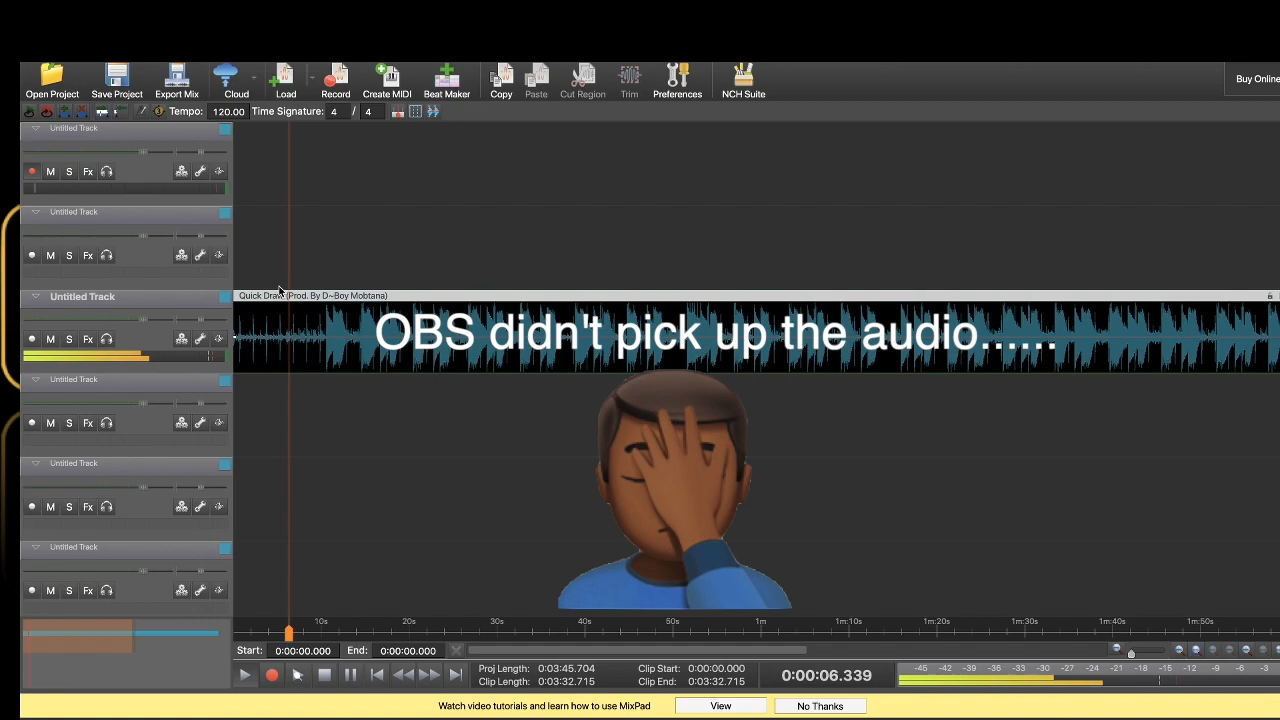 Open Project Save Project Export Mix Cloud Load Record Create MIDI Beat Maker Copy Paste Cut Region Trim Preferences NCH Suite Buy Online
Tempo: 120.00 Time Signature: 4 / 4
Untitled Track
M S Fx
Untitled Track
M S Fx
Untitled Track
Quick Draw (Prod. By D~Boy Mobtana)
M S Fx
OBS didn't pick up the audio......
Untitled Track
M S Fx
Untitled Track
M S Fx
Untitled Track
M S Fx
10s 20s 30s 40s 50s 1m 1m:10s 1m:20s 1m:30s 1m:40s 1m:50s
Start: 0:00:00.000 End: 0:00:00.000
Proj Length: 0:03:45.704 Clip Start: 0:00:00.000
Clip Length: 0:03:32.715 Clip End: 0:03:32.715
0:00:06.339
-45 -42 -39 -36 -33 -30 -27 -24 -21 -18 -15 -12 -9 -6 -3
Watch video tutorials and learn how to use MixPad View No Thanks